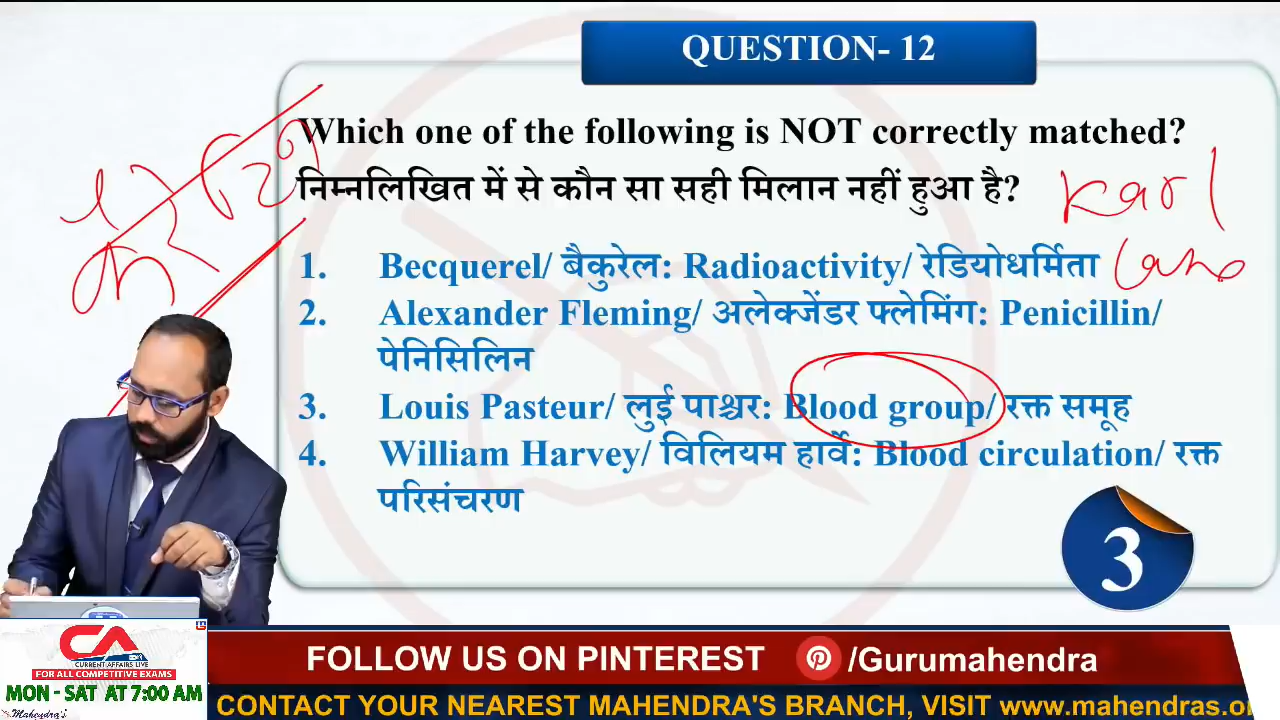 QUESTION- 12
Which one of the following is NOT correctly matched?
निम्नलिखित में से कौन सा सही मिलान नहीं हुआ है?
karl
1. Becquerel/ बैकुरेल: Radioactivity/ रेडियोधर्मिता
2. Alexander Fleming/ अलेक्जेंडर फ्लेमिंग: Penicillin/
पेनिसिलिन
3. Louis Pasteur/ लुई पाश्चर: Blood group/ रक्त समूह
4. William Harvey/ विलियम हार्वे: Blood circulation/ रक्त
परिसंचरण
3
CA
CURRENT AFFAIRS LIVE
FOR ALL COMPETITIVE EXAMS
MON - SAT AT 7:00 AM
Mahendra's
FOLLOW US ON PINTEREST /Gurumahendra
CONTACT YOUR NEAREST MAHENDRA'S BRANCH, VISIT www.mahendras.o